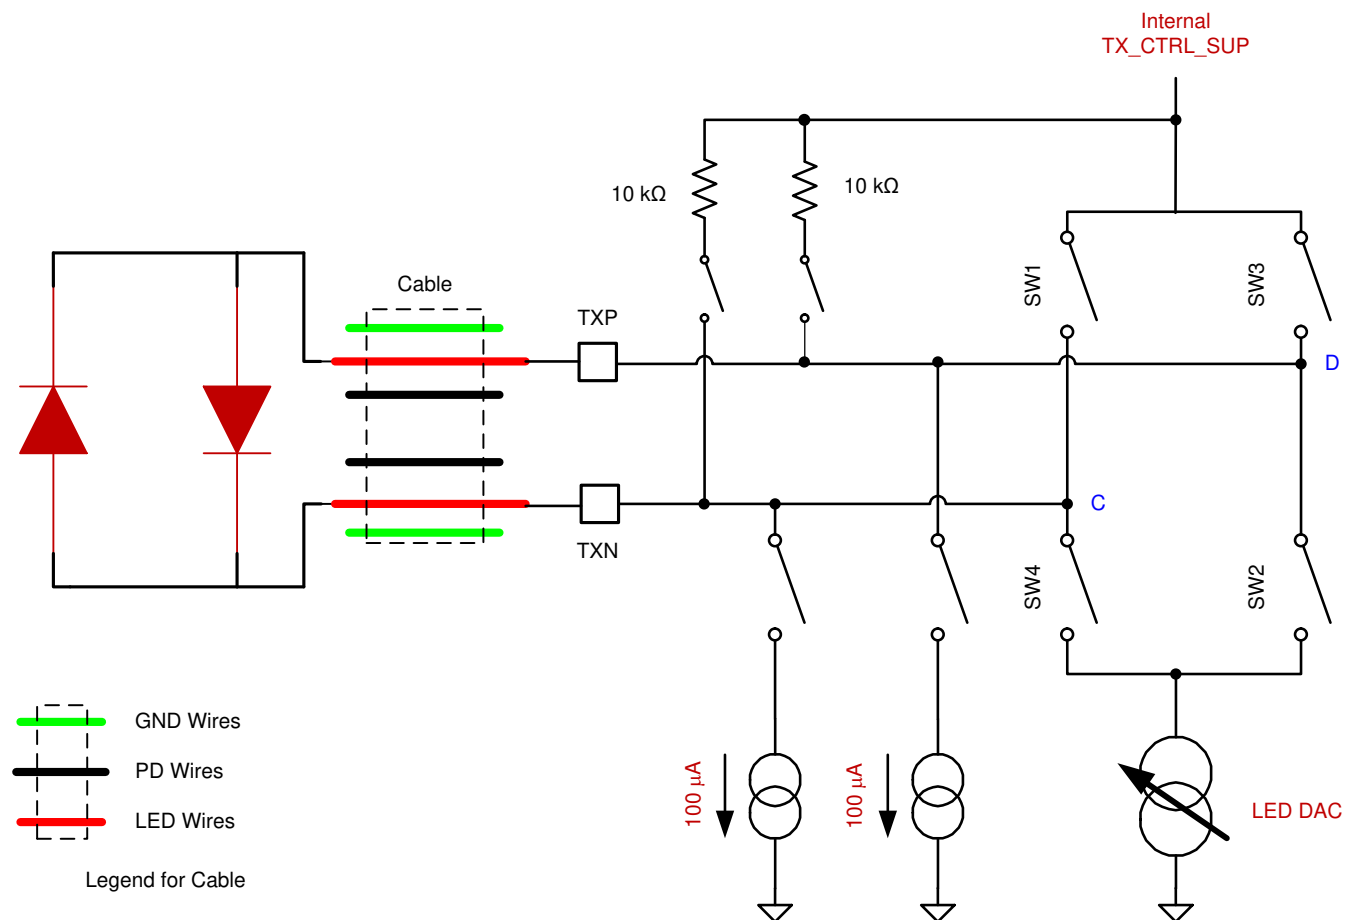 Internal
TX_CTRL_SUP
10 kΩ
10 kΩ
SW1
SW3
Cable
TXP
D
C
TXN
SW4
SW2
GND Wires
PD Wires
LED Wires
Legend for Cable
100 µA
100 µA
LED DAC